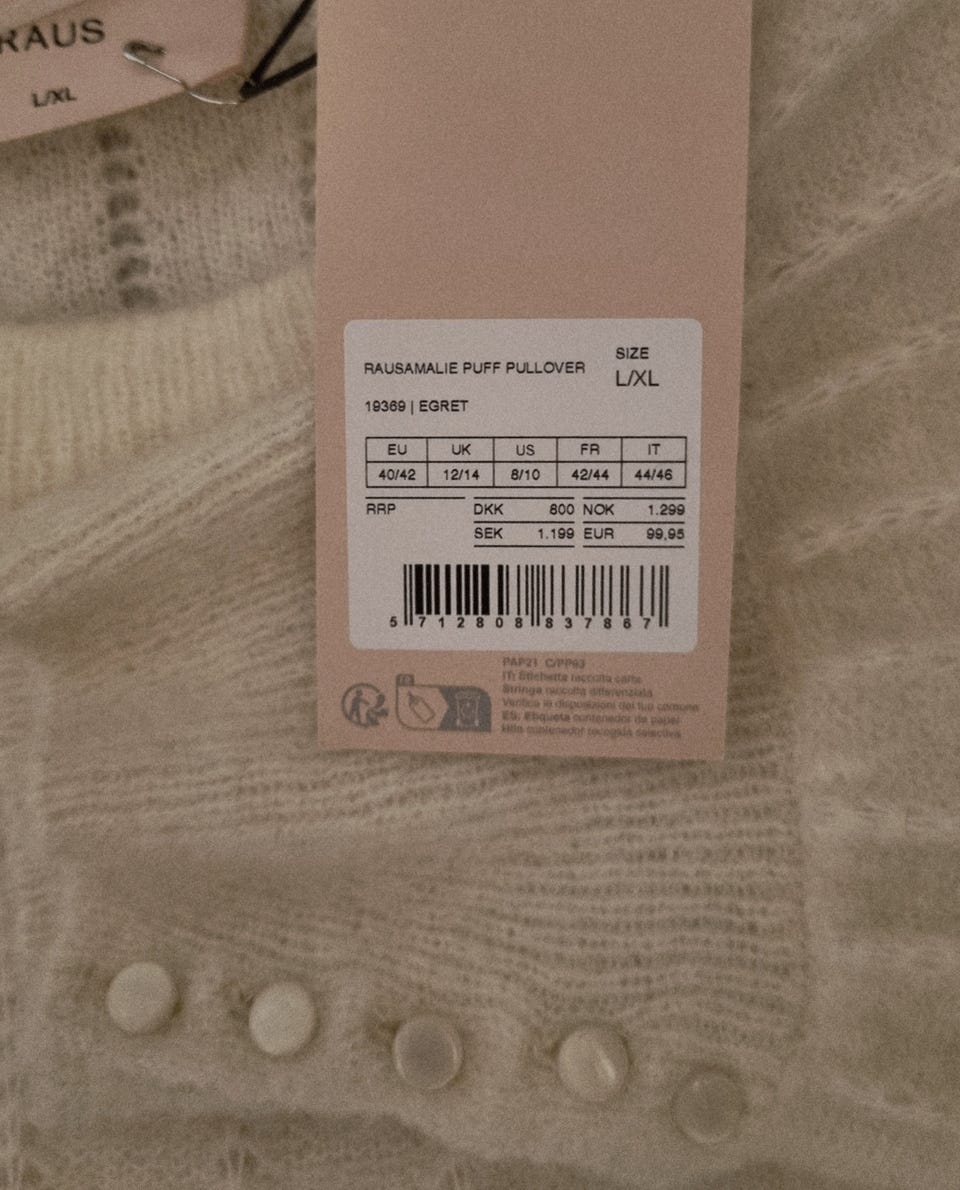 RAUS
L/XL
RAUSAMALIE PUFF PULLOVER
SIZE
L/XL
19369 | EGRET
EU UK US FR IT
40/42 12/14 8/10 42/44 44/46
RRP DKK 800 NOK 1.299
SEK 1.199 EUR 99,95
5 712808 837867
PAP21 C/PP63
IT: Etichetta raccolta carta
Stringa raccolta differenziata
Verifica le disposizioni del tuo comune
ES: Etiqueta contenedor de papel
Hilo contenedor recogida selectiva
FR